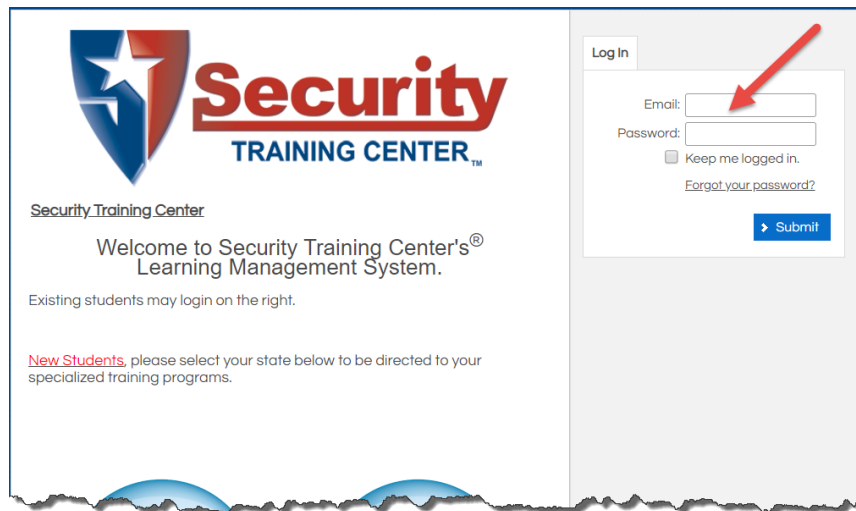 Security
TRAINING CENTER™
Security Training Center
Welcome to Security Training Center's®
Learning Management System.
Existing students may login on the right.
New Students, please select your state below to be directed to your
specialized training programs.
Log In
Email:
Password:
Keep me logged in.
Forgot your password?
Submit